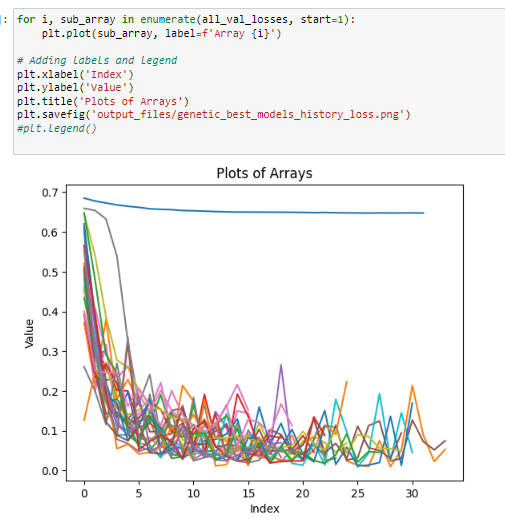 ]: for i, sub_array in enumerate(all_val_losses, start=1):
    plt.plot(sub_array, label=f'Array {i}')
# Adding labels and legend
plt.xlabel('Index')
plt.ylabel('Value')
plt.title('Plots of Arrays')
plt.savefig('output_files/genetic_best_models_history_loss.png')
#plt.legend()
Plots of Arrays
0.7
0.6
0.5
0.4
0.3
0.2
0.1
0.0
Value
0 5 10 15 20 25 30
Index